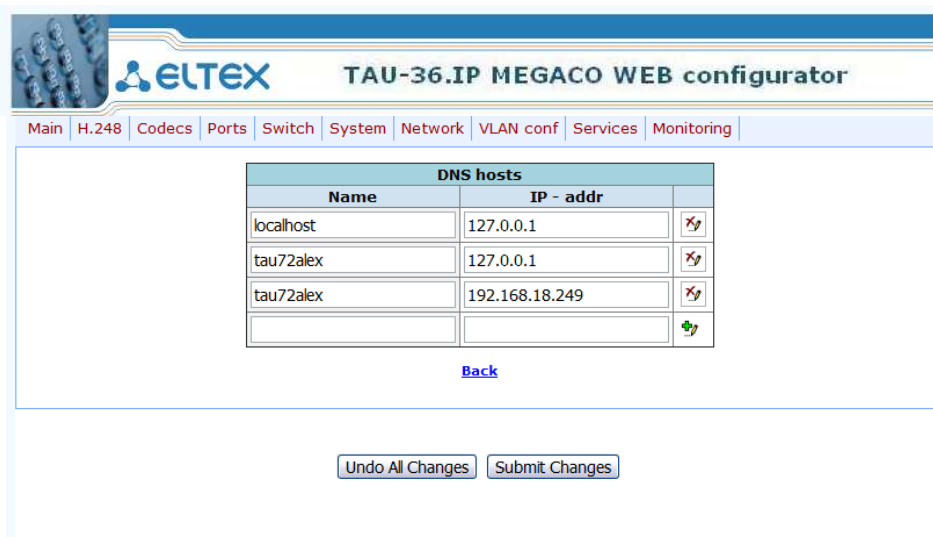 ELTEX TAU-36.IP MEGACO WEB configurator
Main H.248 Codecs Ports Switch System Network VLAN conf Services Monitoring
DNS hosts
Name IP - addr
localhost 127.0.0.1
tau72alex 127.0.0.1
tau72alex 192.168.18.249
Back
Undo All Changes Submit Changes